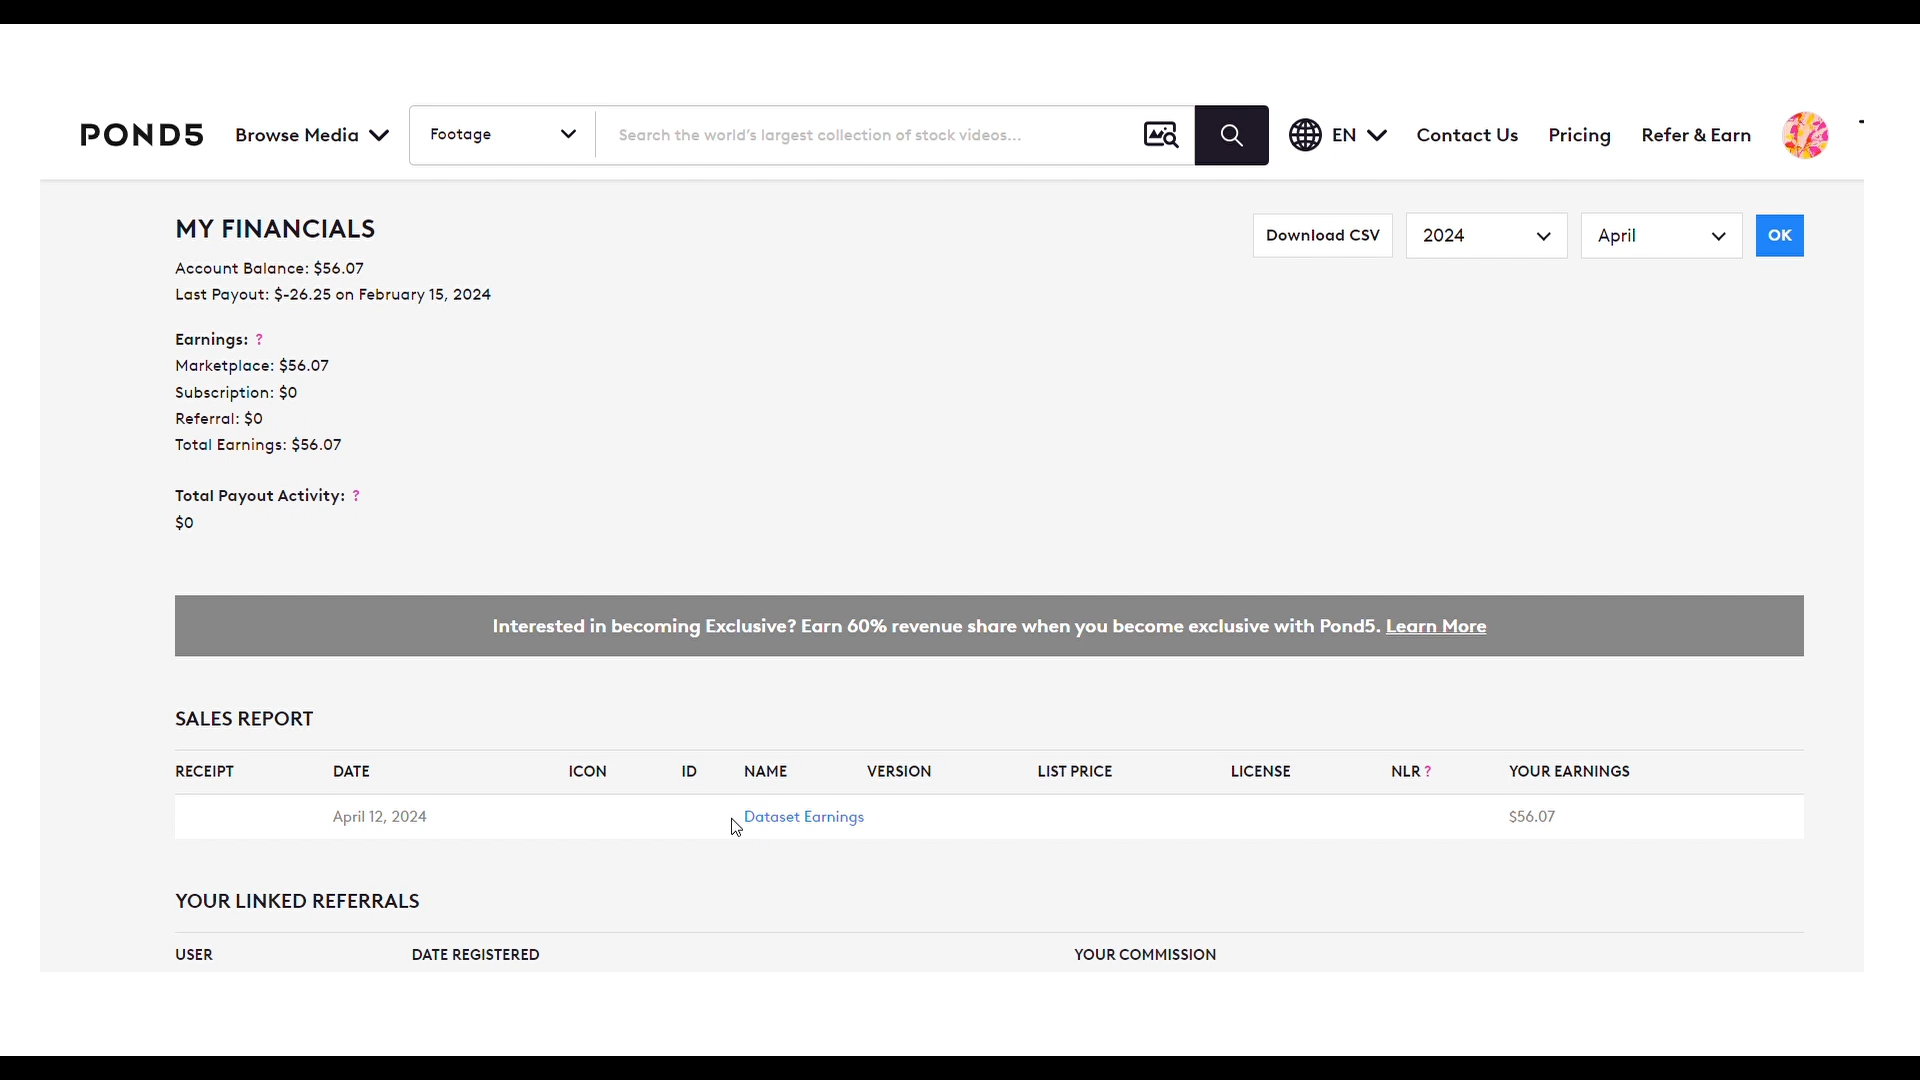 POND5 Browse Media Footage Search the world's largest collection of stock videos... EN Contact Us Pricing Refer & Earn
MY FINANCIALS
Download CSV 2024 April OK
Account Balance: $56.07
Last Payout: $-26.25 on February 15, 2024
Earnings: ?
Marketplace: $56.07
Subscription: $0
Referral: $0
Total Earnings: $56.07
Total Payout Activity: ?
$0
Interested in becoming Exclusive? Earn 60% revenue share when you become exclusive with Pond5. Learn More
SALES REPORT
RECEIPT DATE ICON ID NAME VERSION LIST PRICE LICENSE NLR ? YOUR EARNINGS
April 12, 2024 Dataset Earnings $56.07
YOUR LINKED REFERRALS
USER DATE REGISTERED YOUR COMMISSION